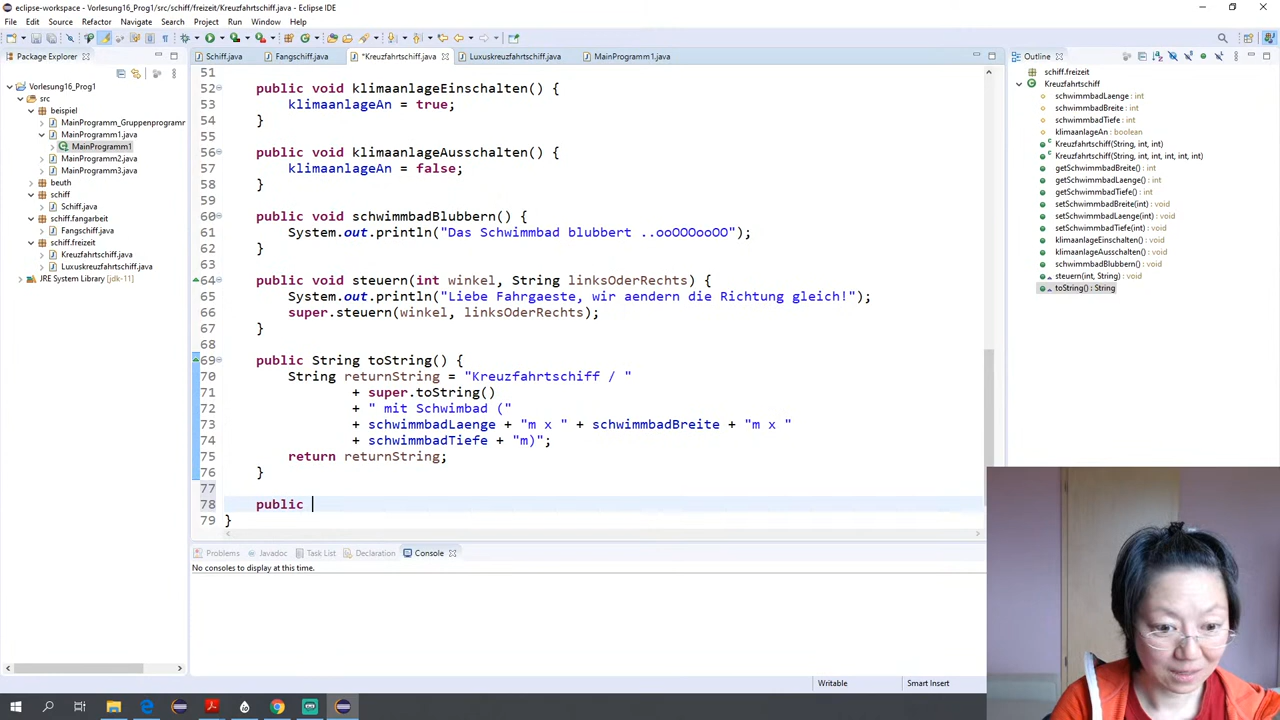 eclipse-workspace - Vorlesung16_Prog1/src/schiff/freizeit/Kreuzfahrtschiff.java - Eclipse IDE
File Edit Source Refactor Navigate Search Project Run Window Help
Package Explorer
Schiff.java Fangschiff.java *Kreuzfahrtschiff.java Luxuskreuzfahrtschiff.java MainProgramm1.java
Outline
Vorlesung16_Prog1
src
beispiel
MainProgramm_Gruppenprogramr
MainProgramm1.java
MainProgramm1
MainProgramm2.java
MainProgramm3.java
beuth
schiff
Schiff.java
schiff.fangarbeit
Fangschiff.java
schiff.freizeit
Kreuzfahrtschiff.java
Luxuskreuzfahrtschiff.java
JRE System Library [jdk-11]
51
52 public void klimaanlageEinschalten() {
53 klimaanlageAn = true;
54 }
55
56 public void klimaanlageAusschalten() {
57 klimaanlageAn = false;
58 }
59
60 public void schwimmbadBlubbern() {
61 System.out.println("Das Schwimmbad blubbert ..ooOOOooOO");
62 }
63
64 public void steuern(int winkel, String linksOderRechts) {
65 System.out.println("Liebe Fahrgaeste, wir aendern die Richtung gleich!");
66 super.steuern(winkel, linksOderRechts);
67 }
68
69 public String toString() {
70 String returnString = "Kreuzfahrtschiff / "
71 + super.toString()
72 + " mit Schwimbad ("
73 + schwimmbadLaenge + "m x " + schwimmbadBreite + "m x "
74 + schwimmbadTiefe + "m)";
75 return returnString;
76 }
77
78 public
79 }
schiff.freizeit
Kreuzfahrtschiff
schwimmbadLaenge : int
schwimmbadBreite : int
schwimmbadTiefe : int
klimaanlageAn : boolean
Kreuzfahrtschiff(String, int, int)
Kreuzfahrtschiff(String, int, int, int, int, int)
getSchwimmbadBreite() : int
getSchwimmbadLaenge() : int
getSchwimmbadTiefe() : int
setSchwimmbadBreite(int) : void
setSchwimmbadLaenge(int) : void
setSchwimmbadTiefe(int) : void
klimaanlageEinschalten() : void
klimaanlageAusschalten() : void
schwimmbadBlubbern() : void
steuern(int, String) : void
toString() : String
Problems Javadoc Task List Declaration Console
No consoles to display at this time.
Writable Smart Insert